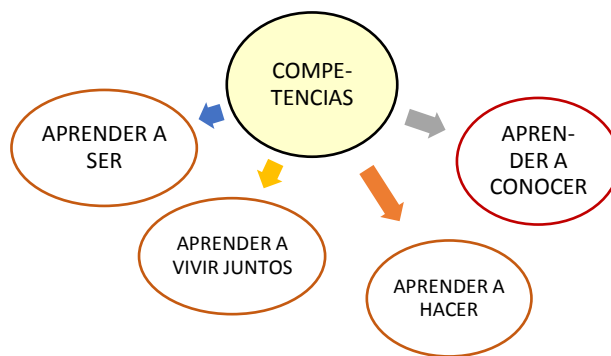 COMPE-
TENCIAS
APRENDER A
SER
APREN-
DER A
CONOCER
APRENDER A
VIVIR JUNTOS
APRENDER A
HACER